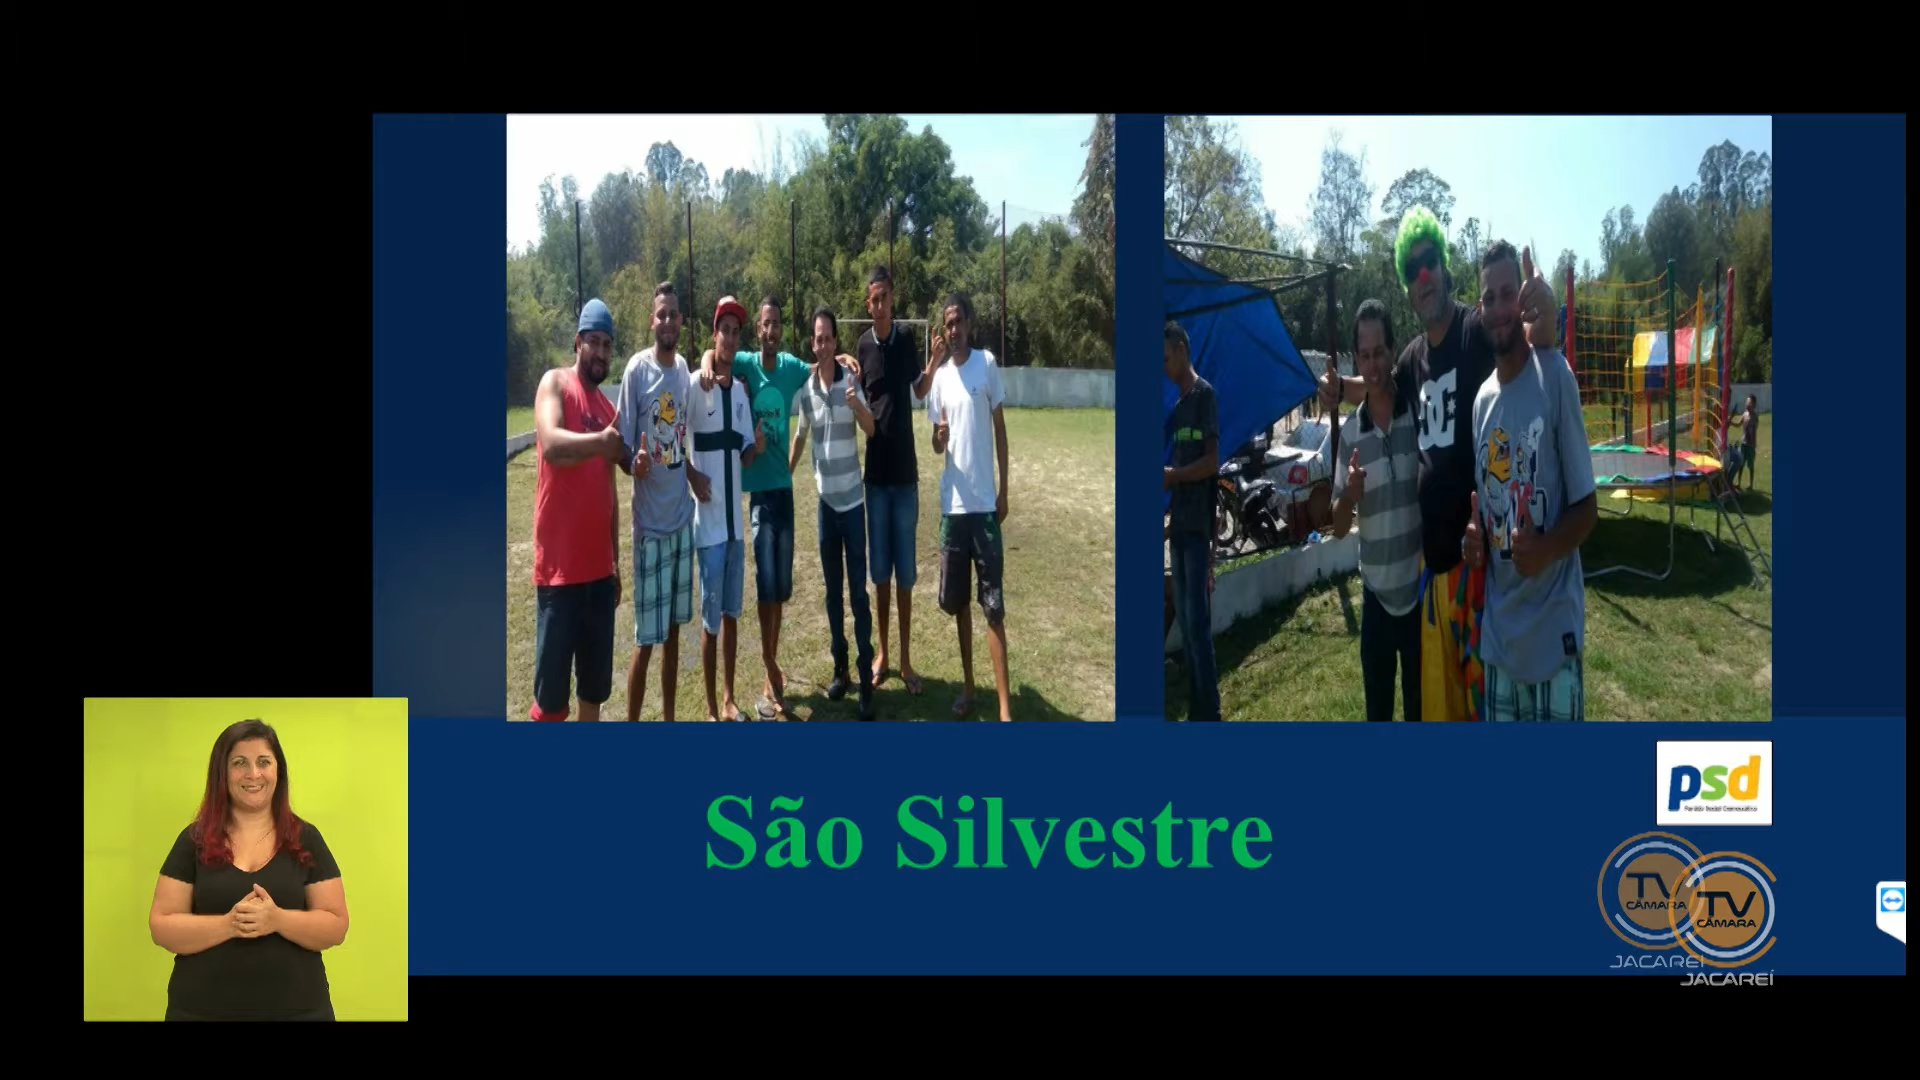 São Silvestre
psd
Partido Social Democrático
TV
CÂMARA
JACAREÍ
TV
CÂMARA
JACAREÍ